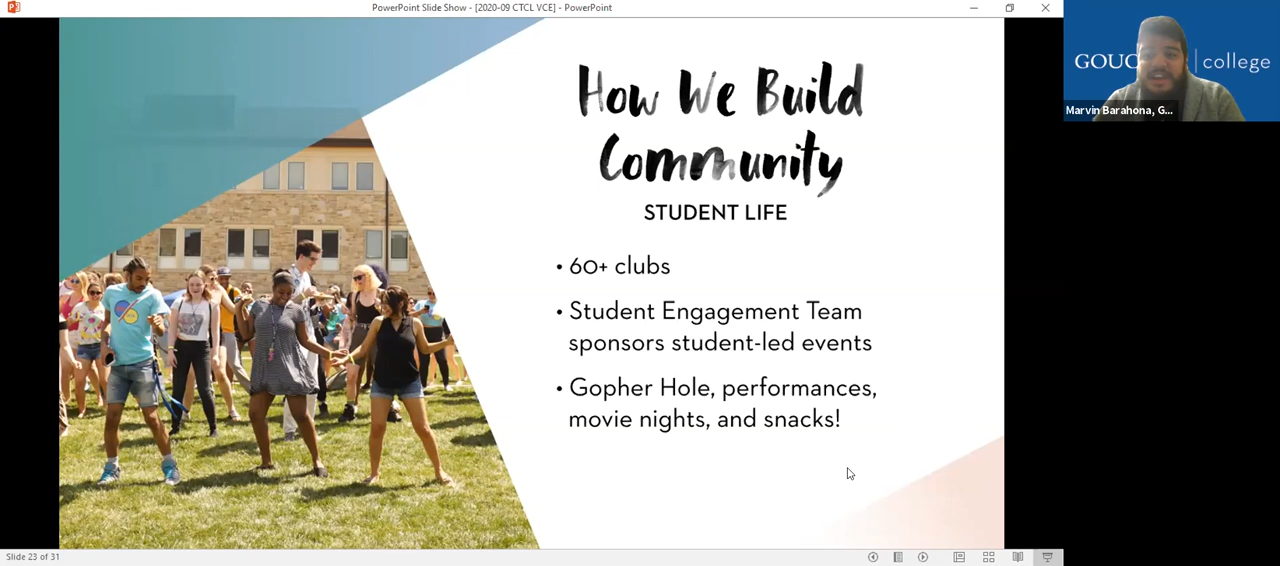 PowerPoint Slide Show - [2020-09 CTCL VCE] - PowerPoint
How We Build
Community
STUDENT LIFE
• 60+ clubs
• Student Engagement Team
sponsors student-led events
• Gopher Hole, performances,
movie nights, and snacks!
Slide 23 of 31
GOUC
college
Marvin Barahona, G...